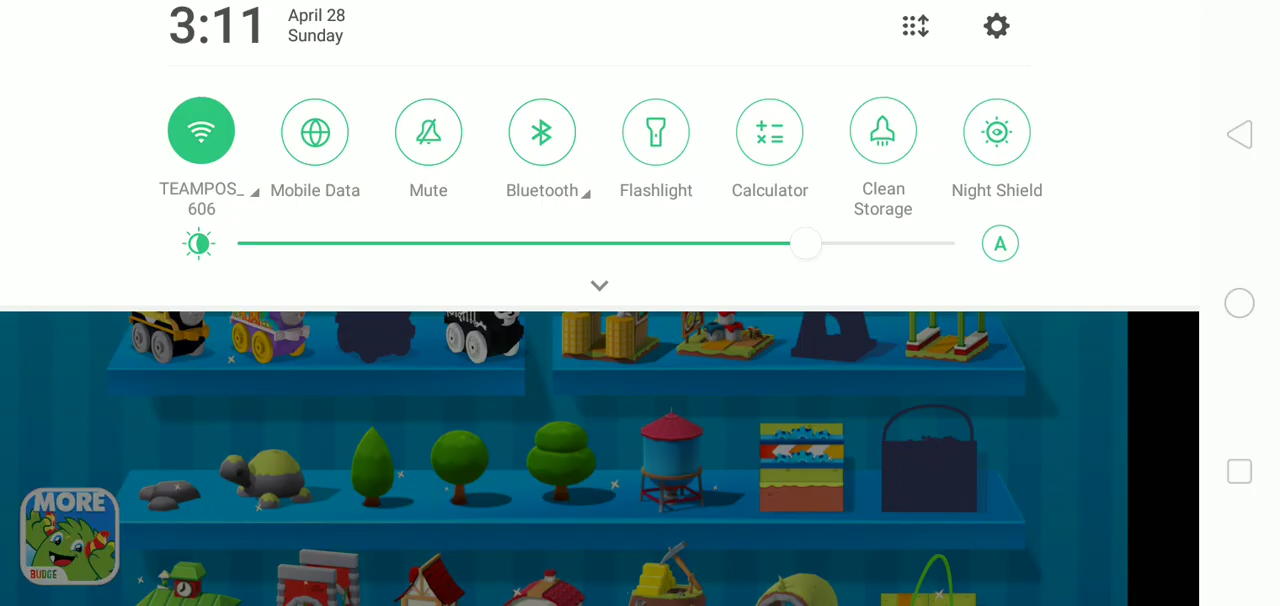 3:11
April 28
Sunday
TEAMPOS_
606
Mobile Data
Mute
Bluetooth
Flashlight
Calculator
Clean
Storage
Night Shield
A
MORE
BUDGE